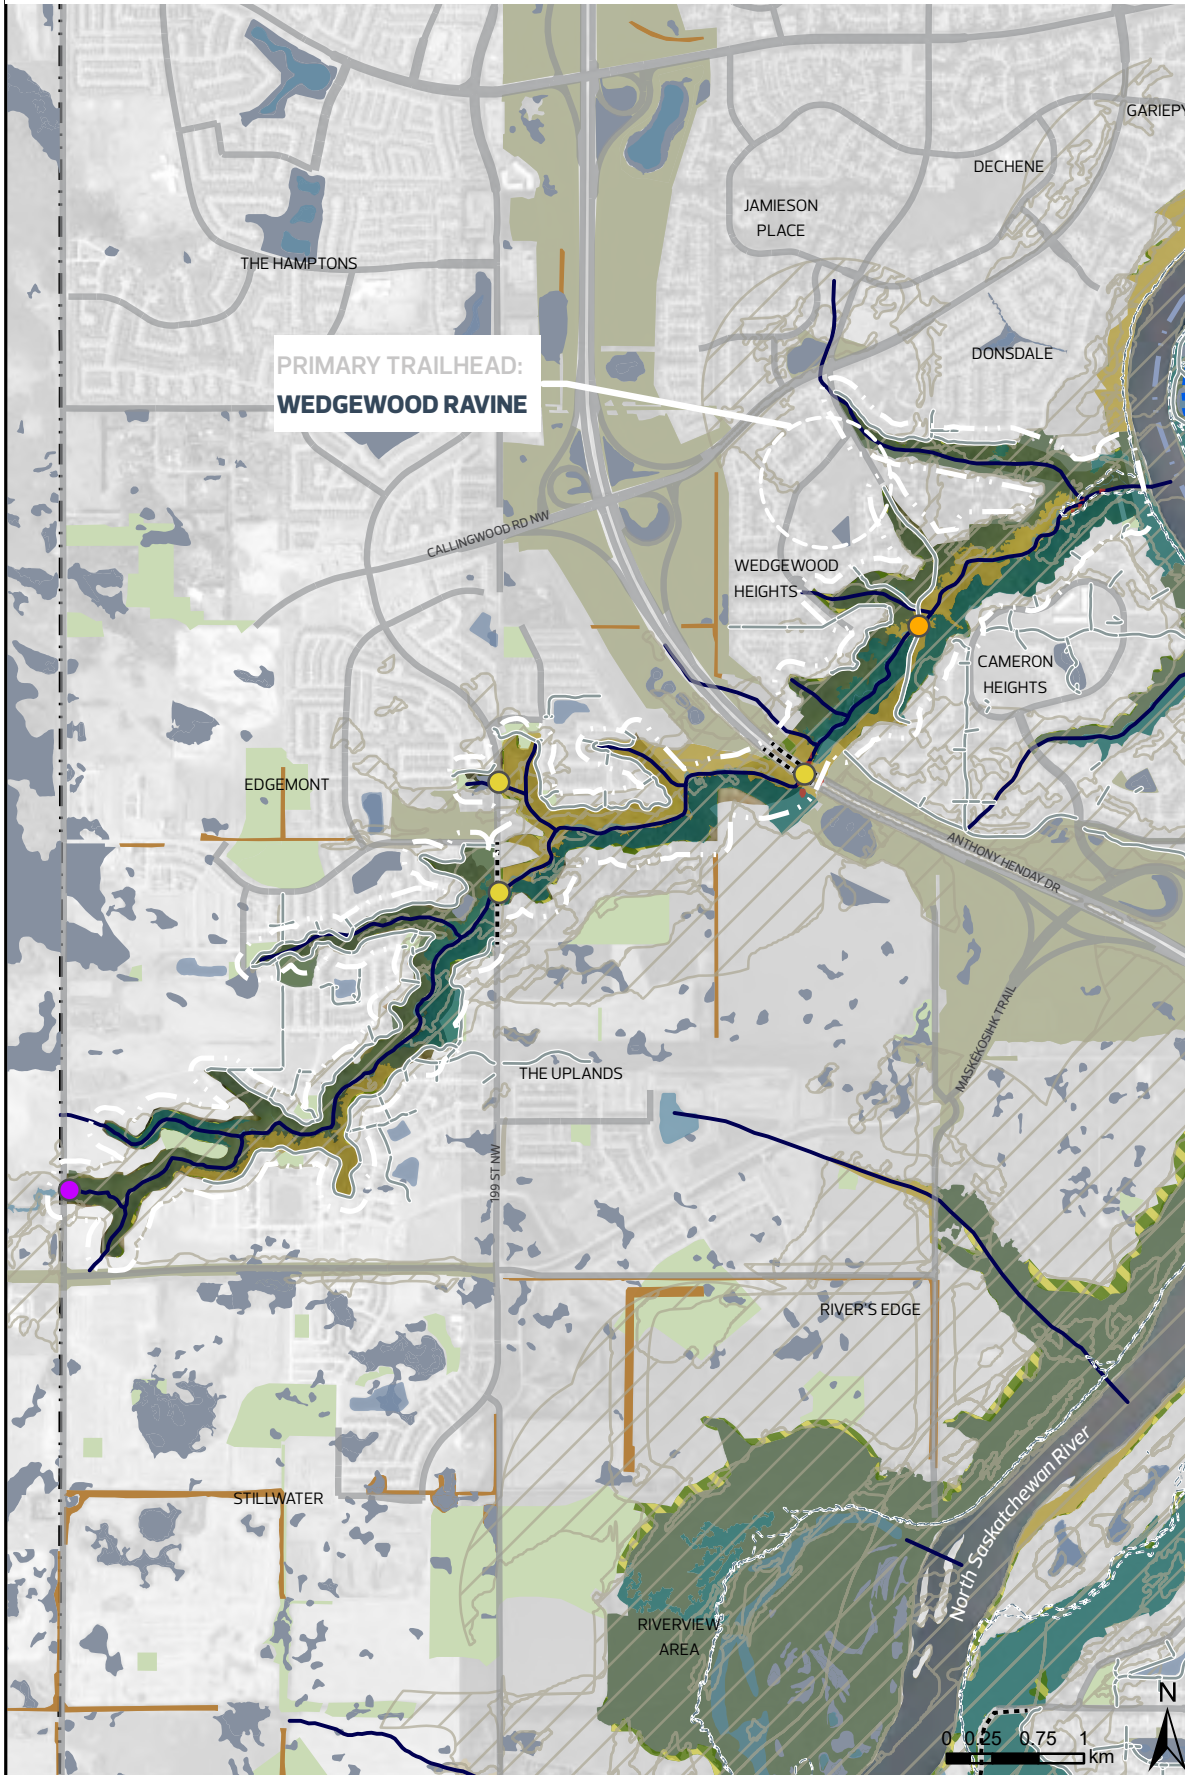 GARIEPY
DECHENE
JAMIESON
PLACE
THE HAMPTONS
DONSDALE
PRIMARY TRAILHEAD:
WEDGEWOOD RAVINE
CALLINGWOOD RD NW
WEDGEWOOD
HEIGHTS
CAMERON
HEIGHTS
EDGEMONT
ANTHONY HENDAY DR
MASKÊKOSIHK TRAIL
THE UPLANDS
199 ST NW
RIVER'S EDGE
STILLWATER
North Saskatchewan River
RIVERVIEW
AREA
N
0 0.25 0.75 1
km